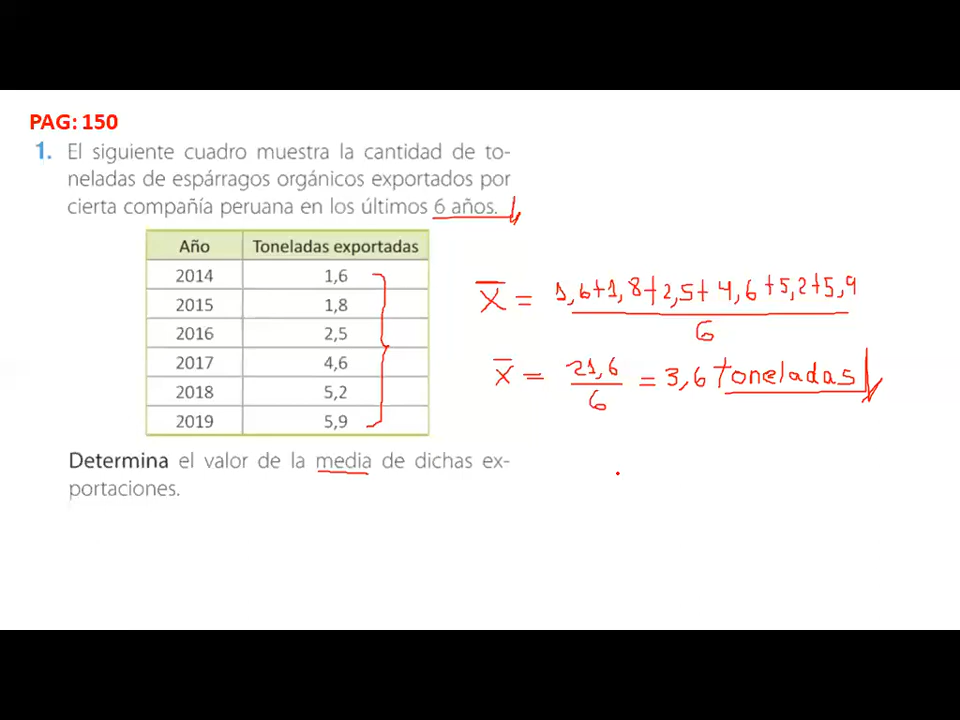 PAG: 150
1. El siguiente cuadro muestra la cantidad de to-
neladas de espárragos orgánicos exportados por
cierta compañía peruana en los últimos 6 años.
Año Toneladas exportadas
2014 1,6
2015 1,8
2016 2,5
2017 4,6
2018 5,2
2019 5,9
Determina el valor de la media de dichas ex-
portaciones.
X̅ = 1,6+1,8+2,5+4,6+5,2+5,9
6
X̅ = 21,6 = 3,6 toneladas
6